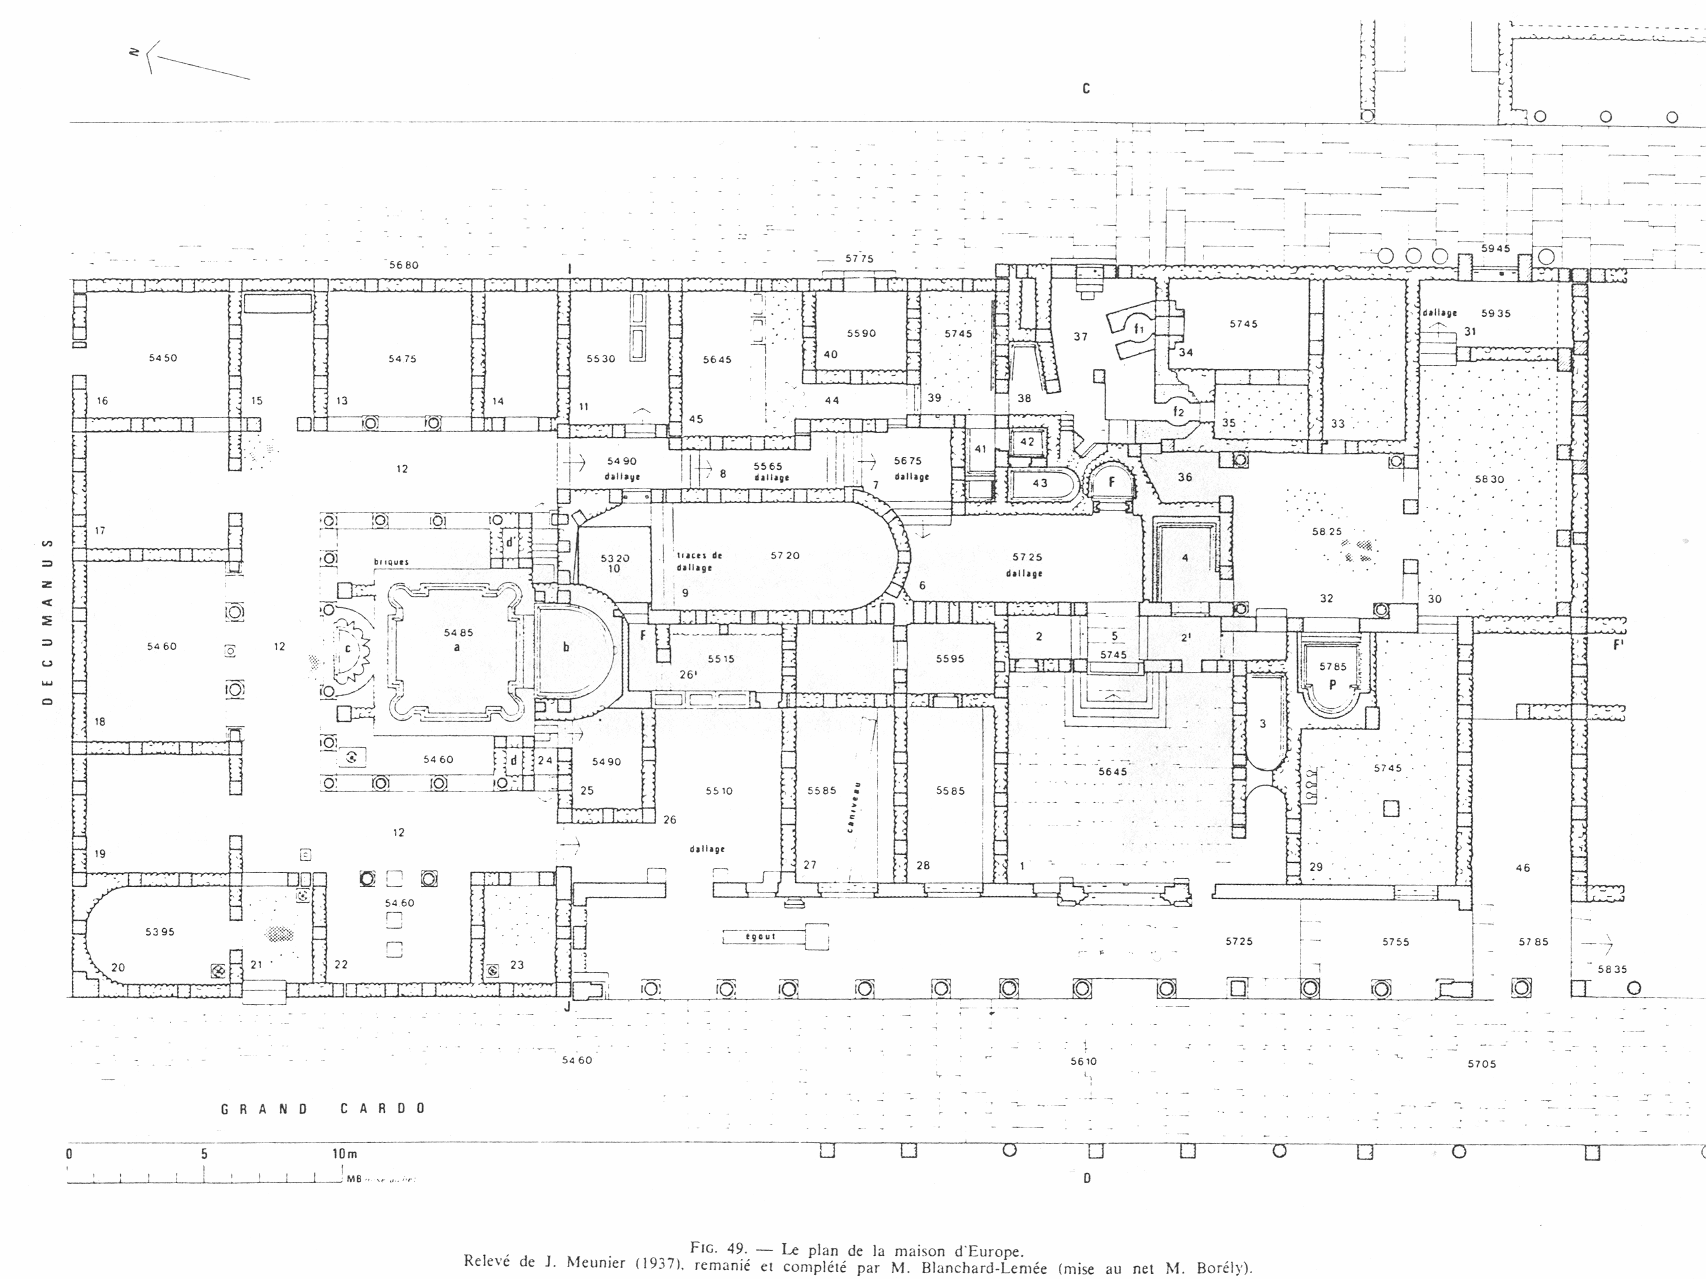 N
C
5945
5680
I
5775
5450
5475
5530
5645
5590
5745
37
f1
5745
dallage
5935
31
16
15
13
14
11
45
40
44
39
38
34
f2
35
33
12
5490
dallage
8
5565
dallage
5675
dallage
7
41
42
43
F
36
5830
17
d'
briques
5320
10
traces de
dallage
9
5720
6
5725
dallage
4
5825
32
30
DECUMANUS
5460
18
12
c
5485
a
b
F
5515
26'
5595
2
5
5745
2'
5785
P
F'
3
5460
d
24
5490
25
5510
5585
caniveau
5585
5645
5745
12
26
dallage
19
27
28
1
29
46
5395
20
21
5460
22
23
égout
5725
5755
5785
5835
J
5460
5610
5705
GRAND CARDO
0 5 10m
MB
D
FIG. 49. — Le plan de la maison d'Europe.
Relevé de J. Meunier (1937), remanié et complété par M. Blanchard-Lemée (mise au net M. Borély).